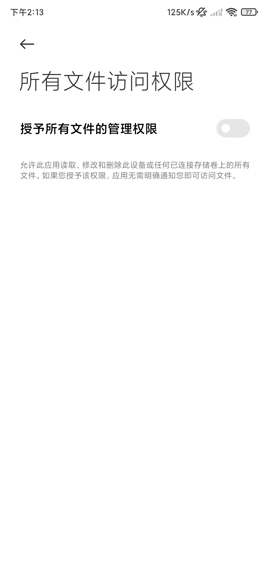 下午2:13 125K/s 77
所有文件访问权限
授予所有文件的管理权限
允许此应用读取、修改和删除此设备或任何已连接存储卷上的所有
文件。如果您授予该权限，应用无需明确通知您即可访问文件。